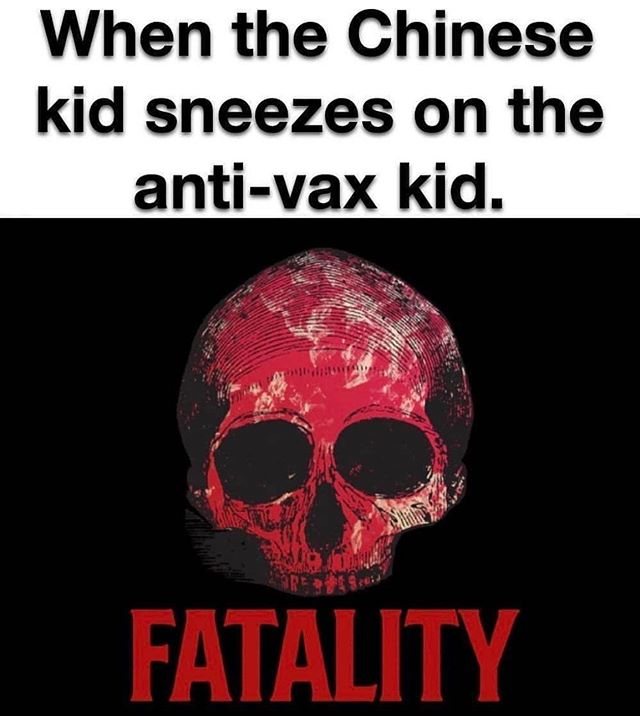 When the Chinese
kid sneezes on the
anti-vax kid.
FATALITY